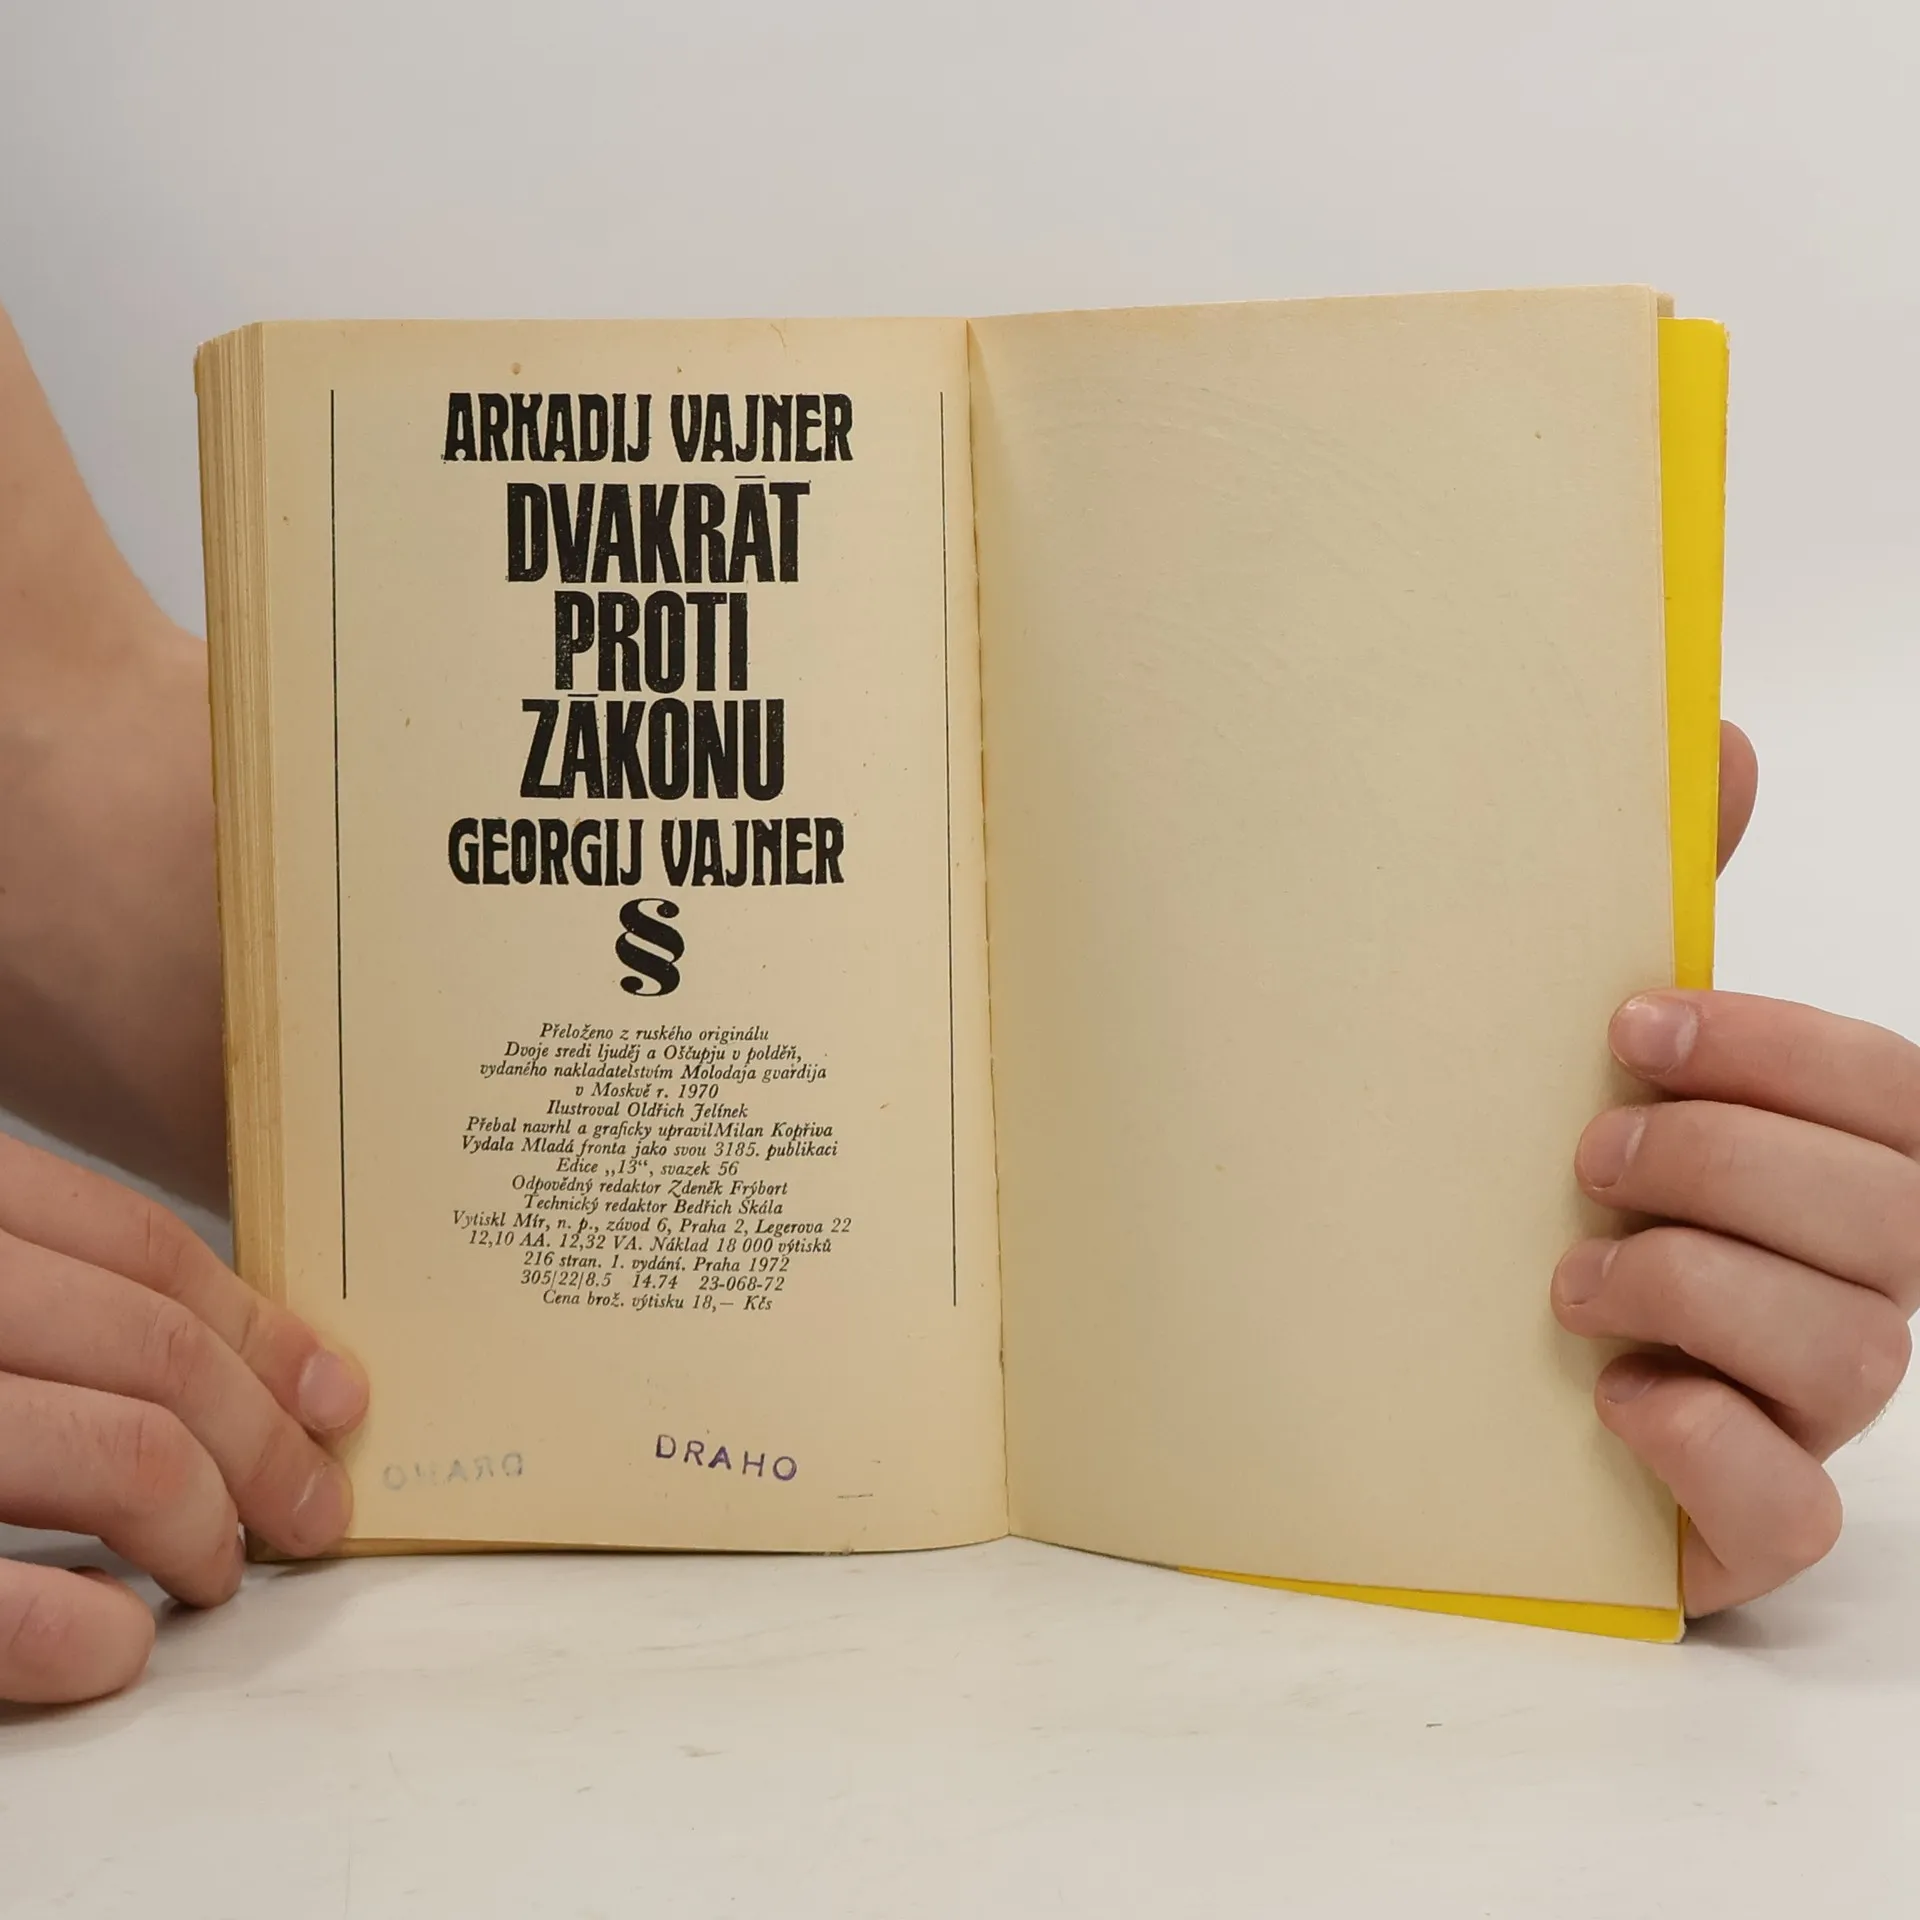 ARKADIJ VAJNER
DVAKRÁT
PROTI
ZÁKONU
GEORGIJ VAJNER
§
Přeloženo z ruského originálu
Dvoje sredi ljuděj a Oščupju v polděň,
vydaného nakladatelstvím Molodaja gvardija
v Moskvě r. 1970
Ilustroval Oldřich Jelínek
Přebal navrhl a graficky upravil Milan Kopřiva
Vydala Mladá fronta jako svou 3185. publikaci
Edice „13“, svazek 56
Odpovědný redaktor Zdeněk Frýbort
Technický redaktor Bedřich Skála
Vytiskl Mír, n. p., závod 6, Praha 2, Legerova 22
12,10 AA. 12,32 VA. Náklad 18 000 výtisků
216 stran. 1. vydání. Praha 1972
305/22/8.5 14.74 23-068-72
Cena brož. výtisku 18,— Kčs
DRAHO
DRAHO